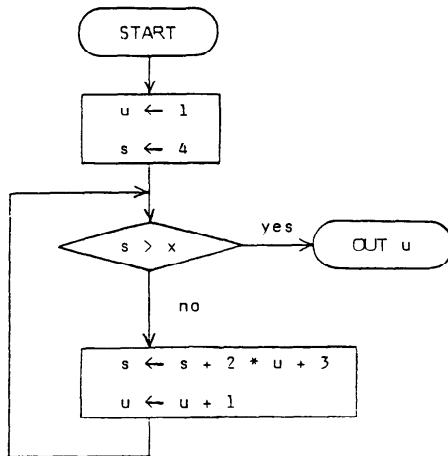 START
u ← 1
s ← 4
s > x
yes
OUT u
no
s ← s + 2 * u + 3
u ← u + 1